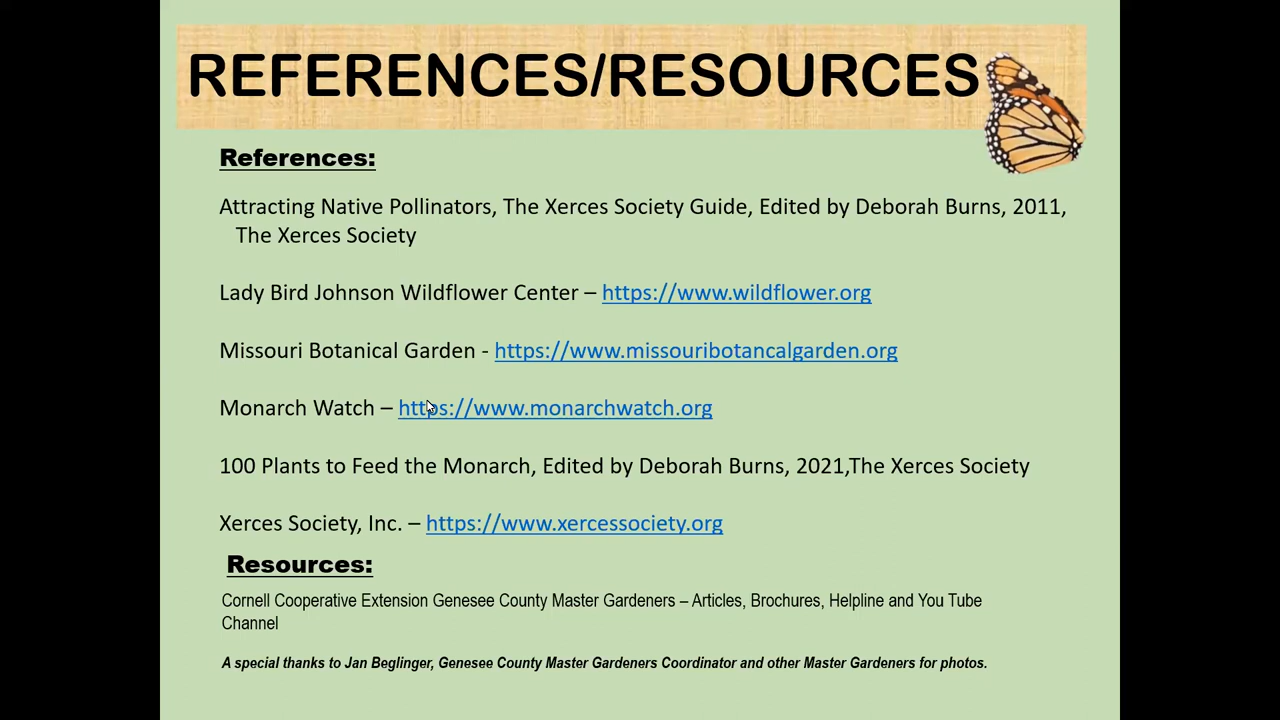 REFERENCES/RESOURCES
References:
Attracting Native Pollinators, The Xerces Society Guide, Edited by Deborah Burns, 2011,
The Xerces Society
Lady Bird Johnson Wildflower Center – https://www.wildflower.org
Missouri Botanical Garden - https://www.missouribotancalgarden.org
Monarch Watch – https://www.monarchwatch.org
100 Plants to Feed the Monarch, Edited by Deborah Burns, 2021,The Xerces Society
Xerces Society, Inc. – https://www.xercessociety.org
Resources:
Cornell Cooperative Extension Genesee County Master Gardeners – Articles, Brochures, Helpline and You Tube
Channel
A special thanks to Jan Beglinger, Genesee County Master Gardeners Coordinator and other Master Gardeners for photos.